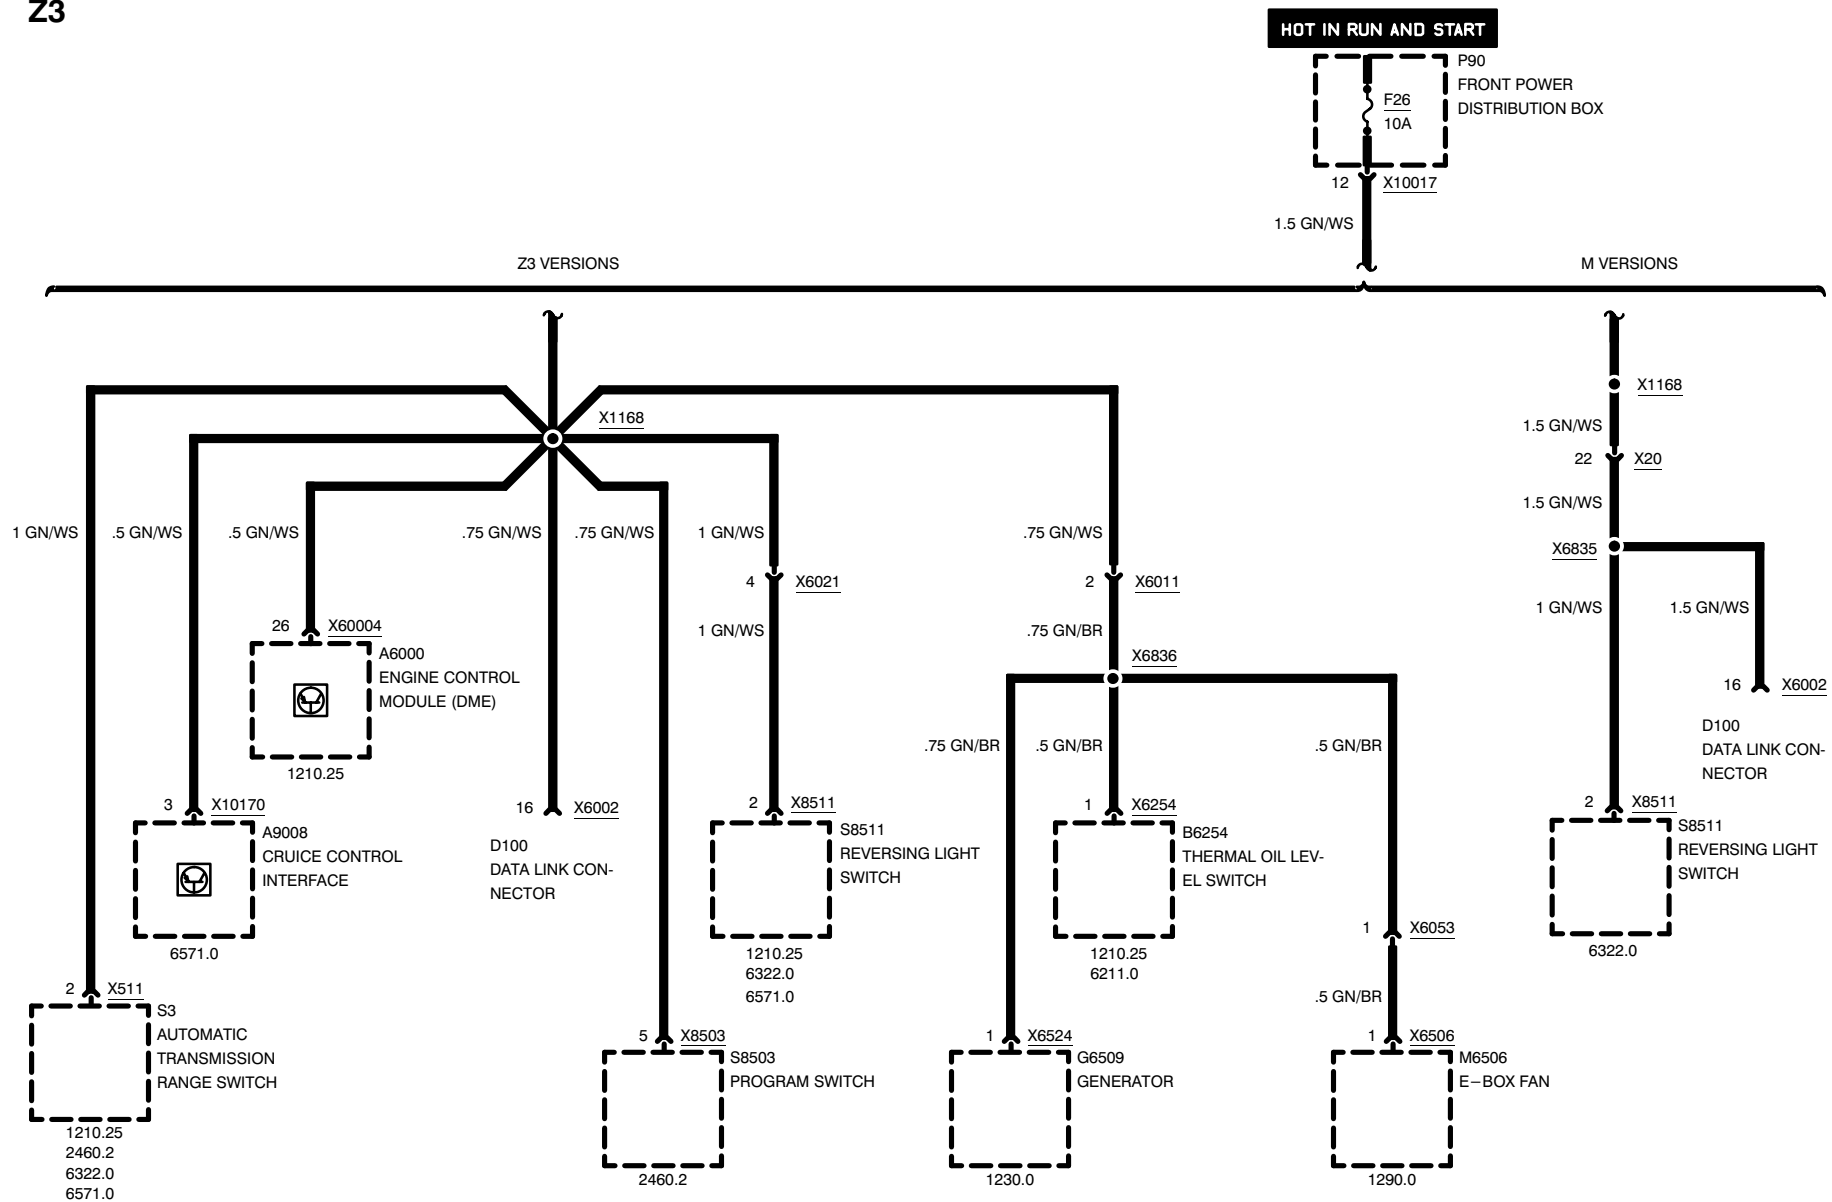 Z3
HOT IN RUN AND START
P90
FRONT POWER
DISTRIBUTION BOX
F26
10A
12 X10017
1.5 GN/WS
Z3 VERSIONS
M VERSIONS
X1168
X1168
1.5 GN/WS
22 X20
1.5 GN/WS
1 GN/WS
.5 GN/WS
.5 GN/WS
.75 GN/WS
.75 GN/WS
1 GN/WS
.75 GN/WS
X6835
4 X6021
2 X6011
1 GN/WS
1.5 GN/WS
26 X60004
1 GN/WS
.75 GN/BR
A6000
ENGINE CONTROL
MODULE (DME)
X6836
16 X6002
D100
DATA LINK CON-
NECTOR
1210.25
.75 GN/BR
.5 GN/BR
.5 GN/BR
3 X10170
16 X6002
2 X8511
1 X6254
2 X8511
A9008
CRUICE CONTROL
INTERFACE
D100
DATA LINK CON-
NECTOR
S8511
REVERSING LIGHT
SWITCH
B6254
THERMAL OIL LEV-
EL SWITCH
S8511
REVERSING LIGHT
SWITCH
1 X6053
6571.0
1210.25
6322.0
6571.0
1210.25
6211.0
6322.0
2 X511
.5 GN/BR
S3
AUTOMATIC
TRANSMISSION
RANGE SWITCH
5 X8503
1 X6524
1 X6506
S8503
PROGRAM SWITCH
G6509
GENERATOR
M6506
E-BOX FAN
1210.25
2460.2
6322.0
6571.0
2460.2
1230.0
1290.0